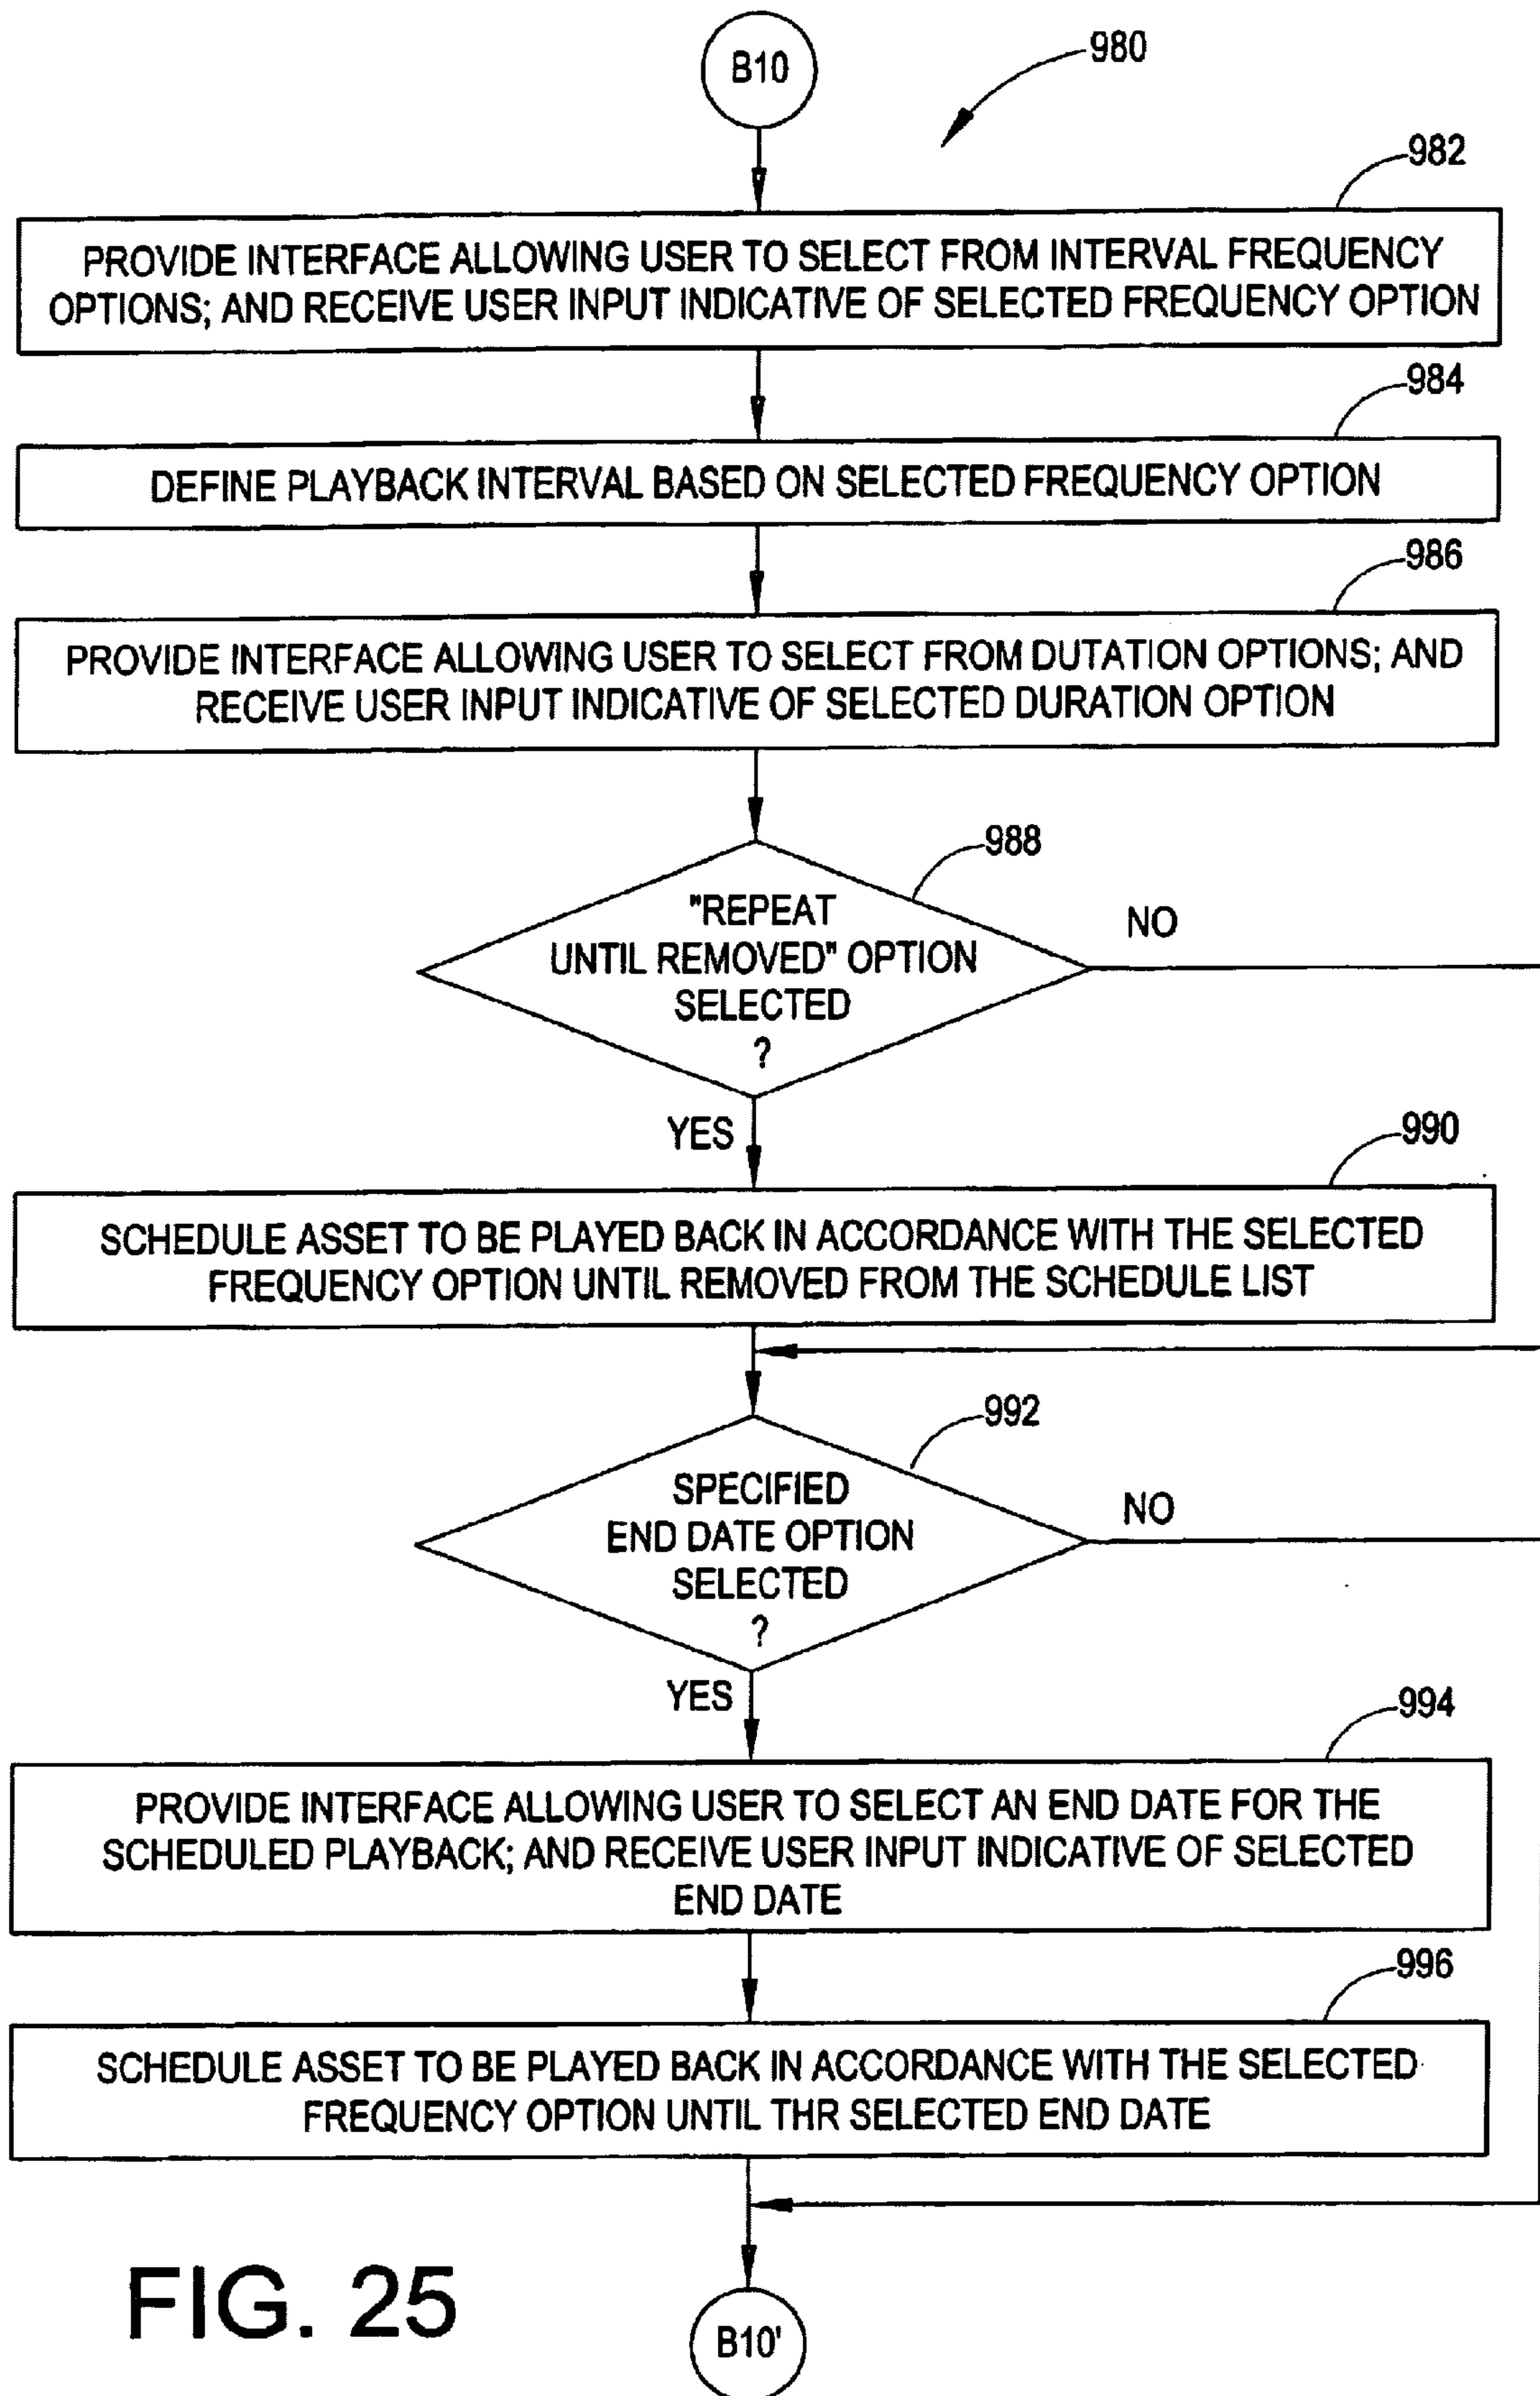 B10
980
982
PROVIDE INTERFACE ALLOWING USER TO SELECT FROM INTERVAL FREQUENCY
OPTIONS; AND RECEIVE USER INPUT INDICATIVE OF SELECTED FREQUENCY OPTION
984
DEFINE PLAYBACK INTERVAL BASED ON SELECTED FREQUENCY OPTION
986
PROVIDE INTERFACE ALLOWING USER TO SELECT FROM DUTATION OPTIONS; AND
RECEIVE USER INPUT INDICATIVE OF SELECTED DURATION OPTION
988
"REPEAT
UNTIL REMOVED" OPTION
SELECTED
?
NO
YES
990
SCHEDULE ASSET TO BE PLAYED BACK IN ACCORDANCE WITH THE SELECTED
FREQUENCY OPTION UNTIL REMOVED FROM THE SCHEDULE LIST
992
SPECIFIED
END DATE OPTION
SELECTED
?
NO
YES
994
PROVIDE INTERFACE ALLOWING USER TO SELECT AN END DATE FOR THE
SCHEDULED PLAYBACK; AND RECEIVE USER INPUT INDICATIVE OF SELECTED
END DATE
996
SCHEDULE ASSET TO BE PLAYED BACK IN ACCORDANCE WITH THE SELECTED
FREQUENCY OPTION UNTIL THR SELECTED END DATE
FIG. 25
B10'